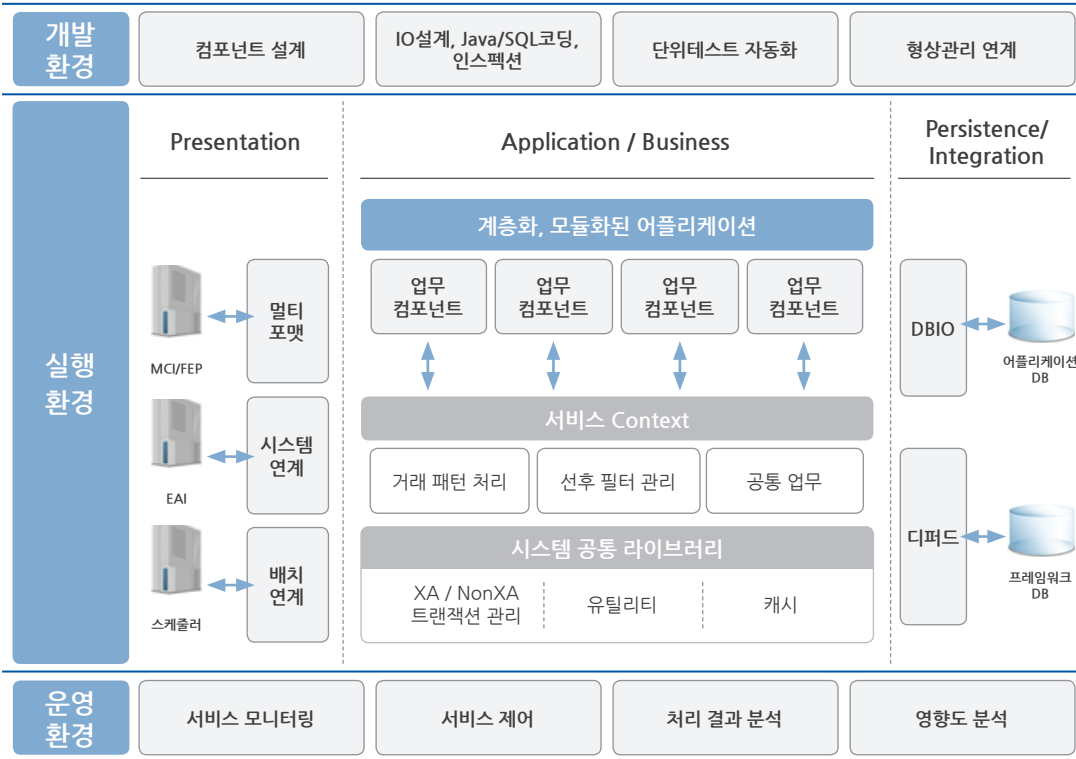 개발
환경
컴포넌트 설계
IO설계, Java/SQL코딩,
인스펙션
단위테스트 자동화
형상관리 연계
실행
환경
Presentation
Application / Business
Persistence/
Integration
계층화, 모듈화된 어플리케이션
업무
컴포넌트
업무
컴포넌트
업무
컴포넌트
업무
컴포넌트
MCI/FEP
멀티
포맷
EAI
시스템
연계
스케줄러
배치
연계
서비스 Context
거래 패턴 처리
선후 필터 관리
공통 업무
시스템 공통 라이브러리
XA / NonXA
트랜잭션 관리
유틸리티
캐시
DBIO
어플리케이션
DB
디퍼드
프레임워크
DB
운영
환경
서비스 모니터링
서비스 제어
처리 결과 분석
영향도 분석